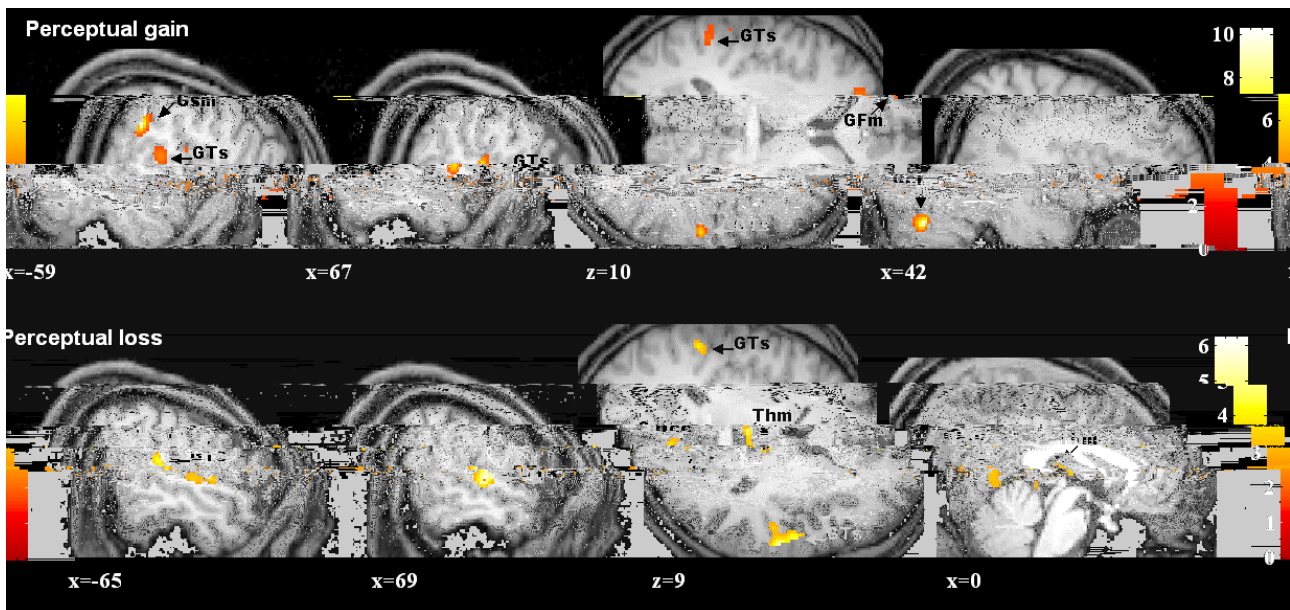 Perceptual gain
GTs
10
8
Gsm
GTs
GTs
GFm
6
4
2
0
x=-59
x=67
z=10
x=42
Perceptual loss
GTs
6
5
4
Thm
3
2
1
0
x=-65
x=69
z=9
x=0